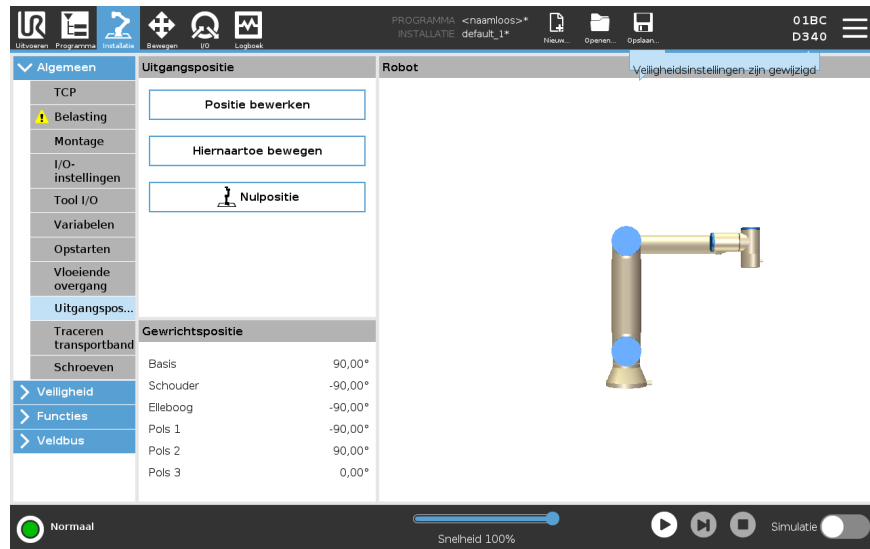 PROGRAMMA <naamloos>*
INSTALLATIE default_1*
Uitvoeren Programma Installatie Bewegen I/O Logboek
Nieuw... Openen... Opslaan...
01BC
D340
Algemeen
TCP
Belasting
Montage
I/O-
instellingen
Tool I/O
Variabelen
Opstarten
Vloeiende
overgang
Uitgangspos...
Traceren
transportband
Schroeven
Veiligheid
Functies
Veldbus
Uitgangspositie
Positie bewerken
Hiernaartoe bewegen
Nulpositie
Gewrichtspositie
Basis 90,00°
Schouder -90,00°
Elleboog -90,00°
Pols 1 -90,00°
Pols 2 90,00°
Pols 3 0,00°
Robot
Veiligheidsinstellingen zijn gewijzigd
Normaal
Snelheid 100%
Simulatie